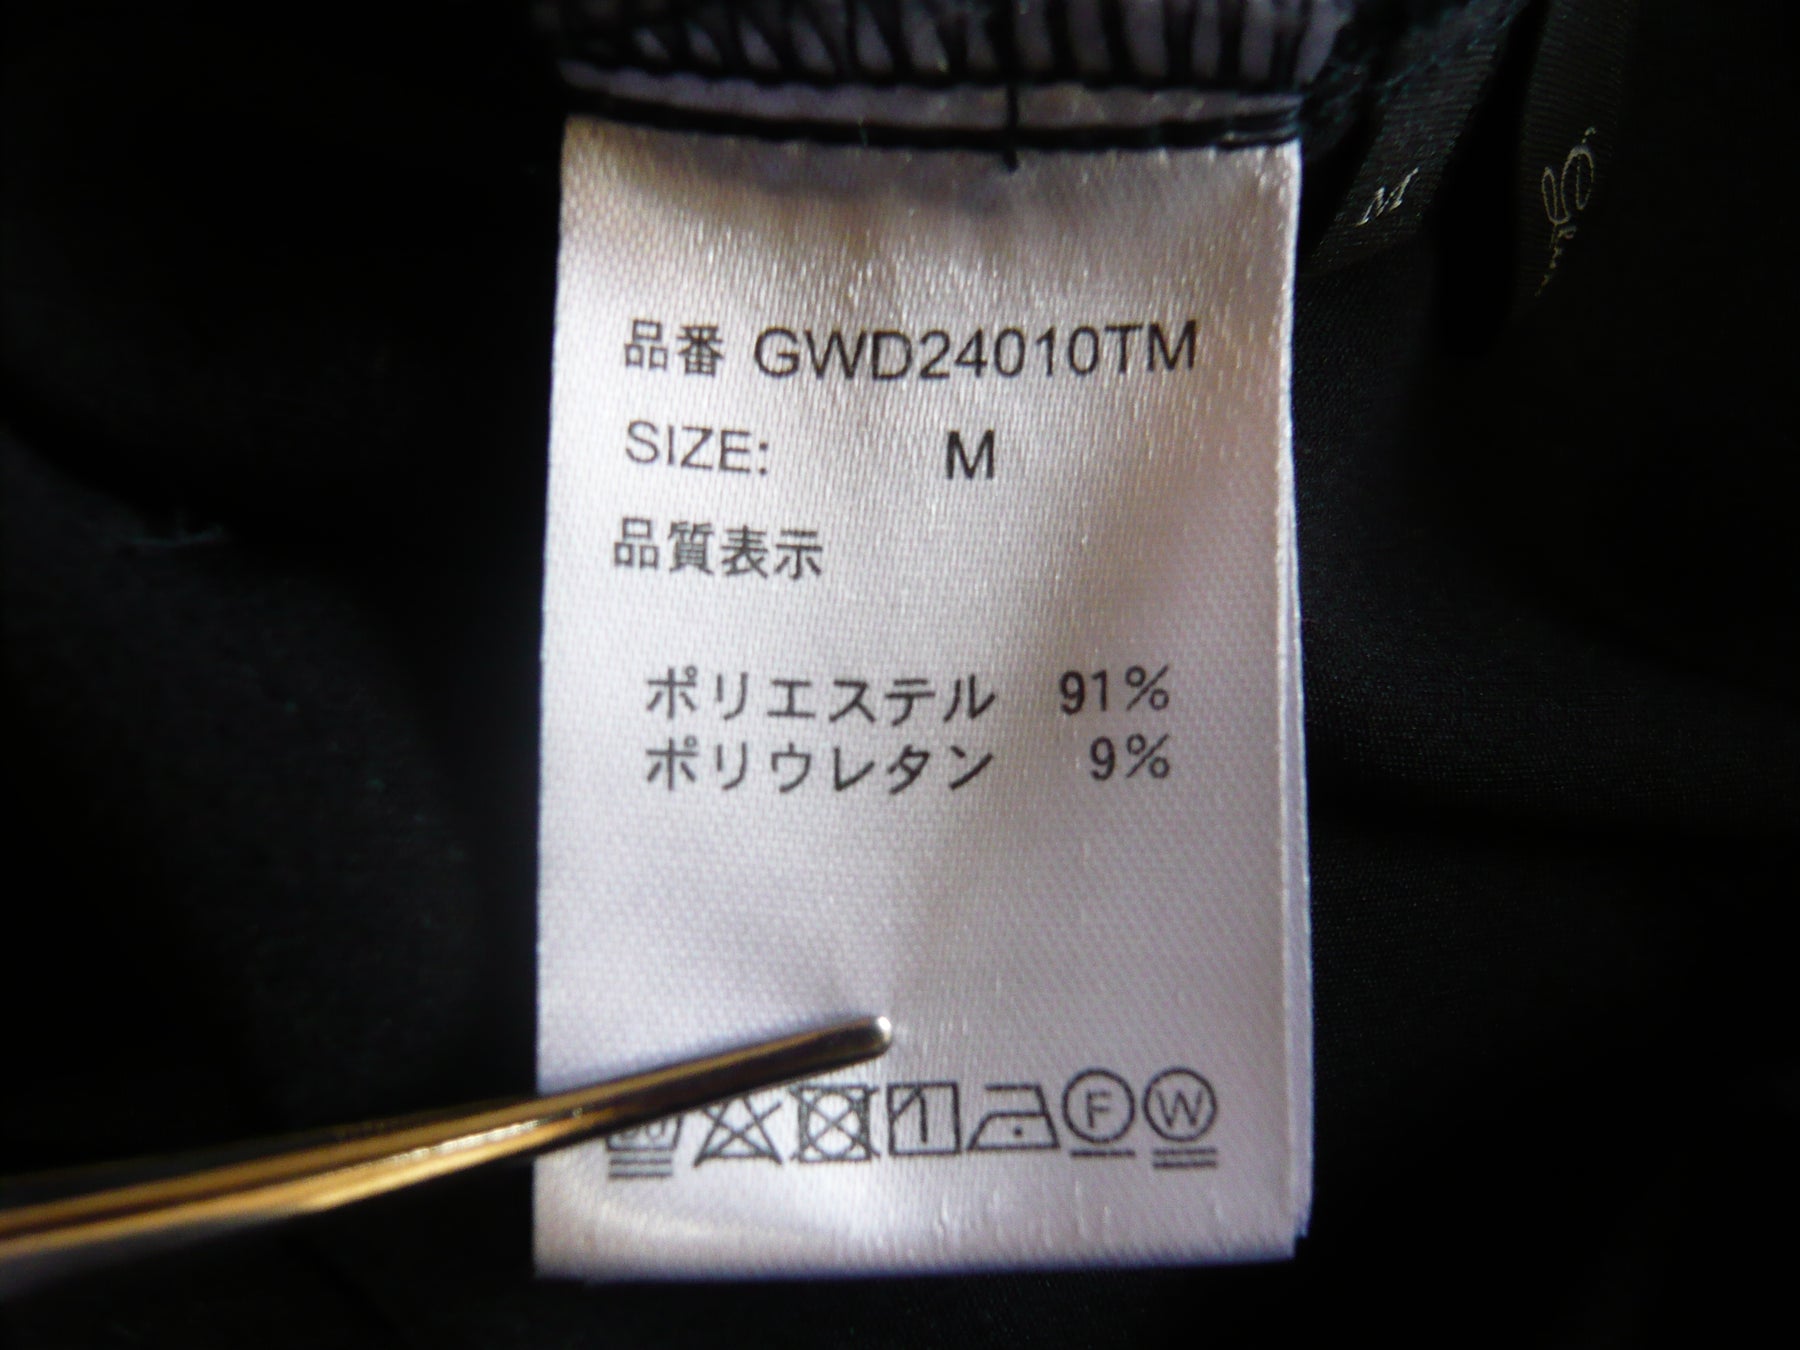 品番 GWD24010TM
SIZE: M
品質表示
ポリエステル 91%
ポリウレタン 9%
F W
M